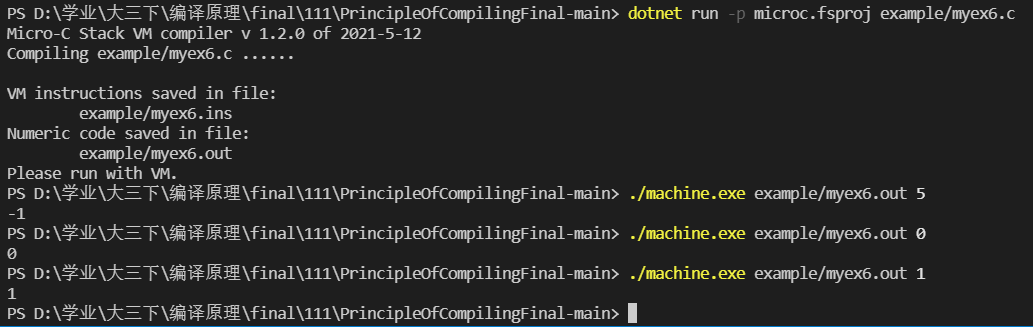 PS D:\学业\大三下\编译原理\final\111\PrincipleOfCompilingFinal-main> dotnet run -p microc.fsproj example/myex6.c
Micro-C Stack VM compiler v 1.2.0 of 2021-5-12
Compiling example/myex6.c ......
VM instructions saved in file:
        example/myex6.ins
Numeric code saved in file:
        example/myex6.out
Please run with VM.
PS D:\学业\大三下\编译原理\final\111\PrincipleOfCompilingFinal-main> ./machine.exe example/myex6.out 5
-1
PS D:\学业\大三下\编译原理\final\111\PrincipleOfCompilingFinal-main> ./machine.exe example/myex6.out 0
0
PS D:\学业\大三下\编译原理\final\111\PrincipleOfCompilingFinal-main> ./machine.exe example/myex6.out 1
1
PS D:\学业\大三下\编译原理\final\111\PrincipleOfCompilingFinal-main>